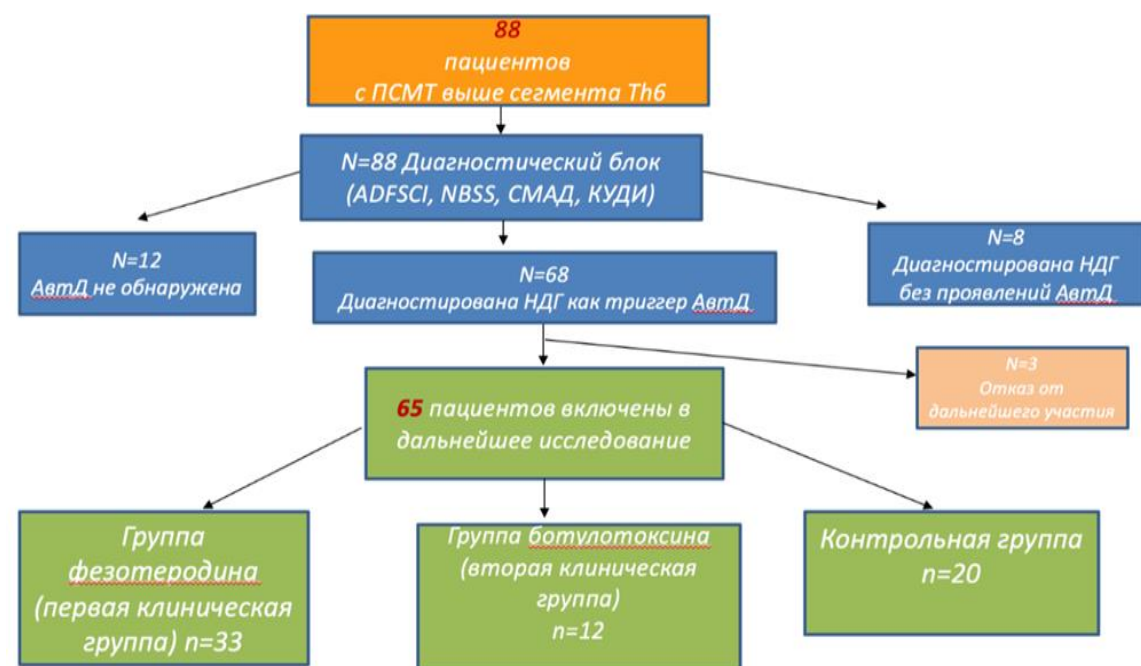 88
пациентов
с ПСМТ выше сегмента Th6
N=88 Диагностический блок
(ADFSCI, NBSS, СМАД, КУДИ)
N=12
АвтД не обнаружена
N=68
Диагностирована НДГ как триггер АвтД
N=8
Диагностирована НДГ
без проявлений АвтД
N=3
Отказ от
дальнейшего участия
65 пациентов включены в
дальнейшее исследование
Группа
фезотеродина
(первая клиническая
группа) n=33
Группа ботулотоксина
(вторая клиническая
группа)
n=12
Контрольная группа
n=20